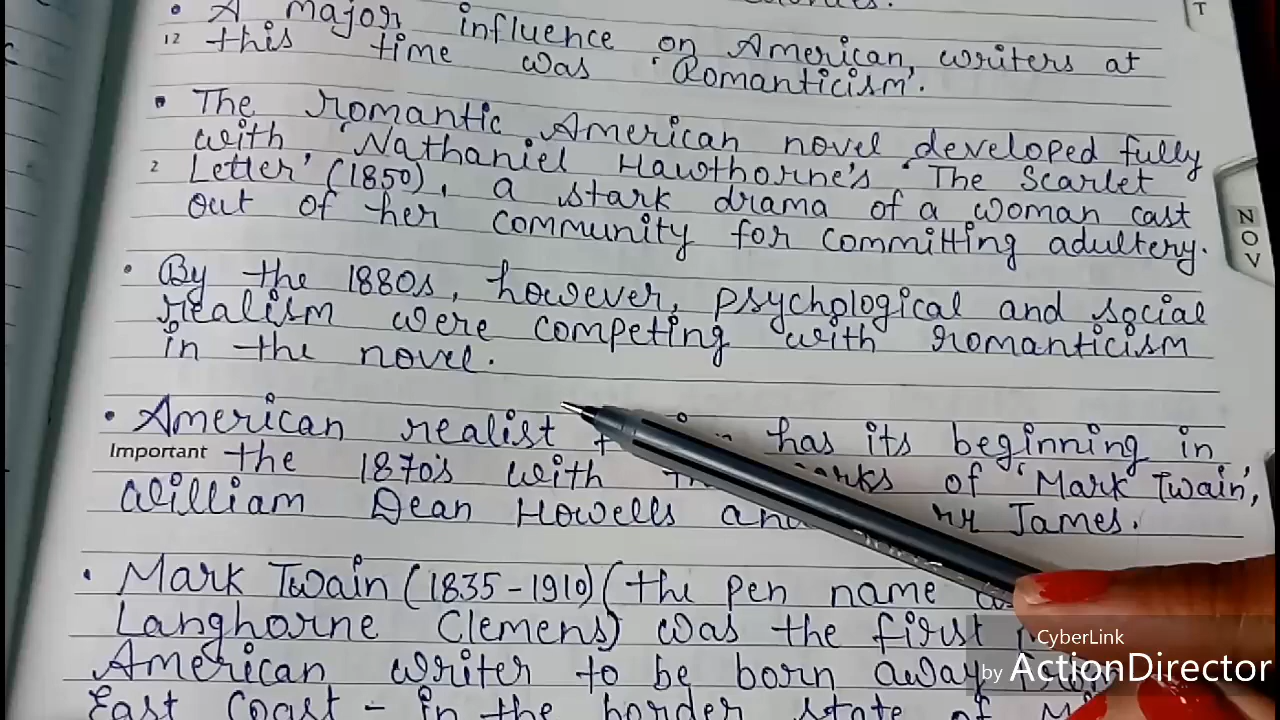 • A major influence on American writers at
12 this time was 'Romanticism'.
• The romantic American novel developed fully
with 'Nathaniel Hawthorne's 'The Scarlet
2 Letter' (1850), a stark drama of a woman cast
out of her community for committing adultery.
• By the 1880s, however, psychological and social
realism were competing with romanticism
in the novel.
• American realist has its beginning in
Important the 1870's with of 'Mark Twain',
William Dean Howells James.
• Mark Twain (1835-1910) (the pen name
Langhorne Clemens) was the first
American writer to be born away
East Coast - in the border state of
T
NOV
CyberLink
by ActionDirector